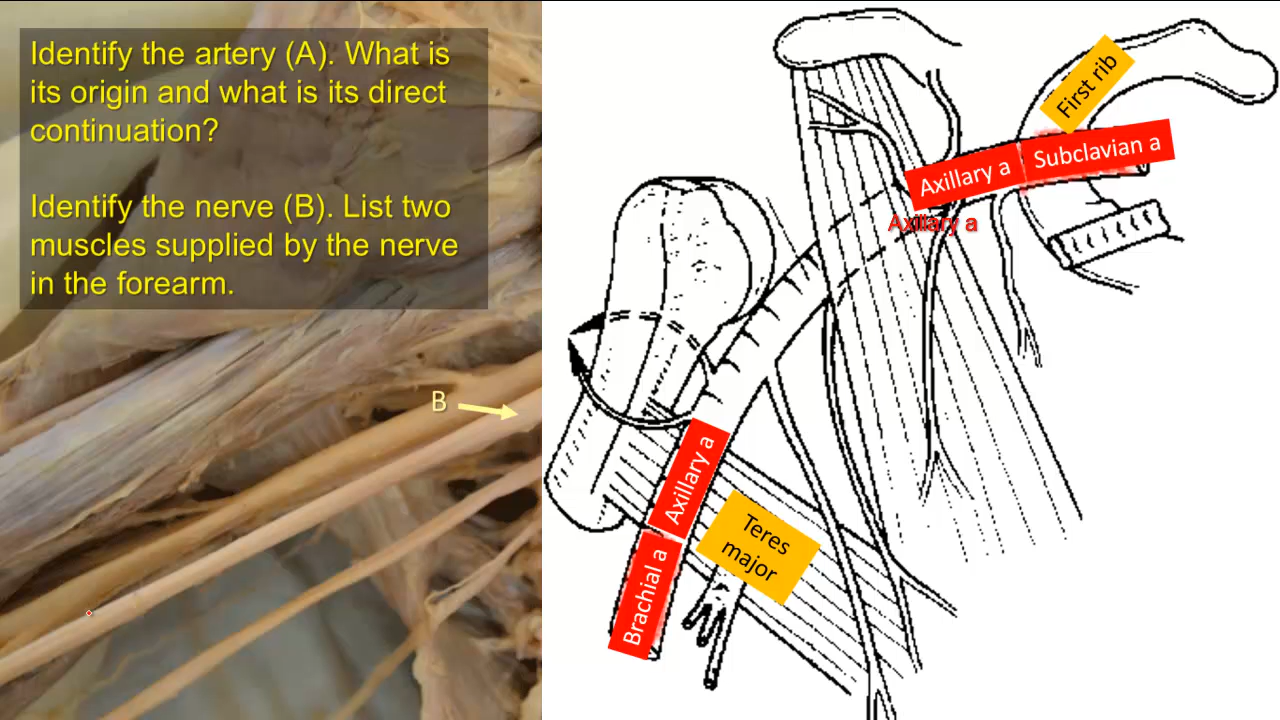 Identify the artery (A). What is
its origin and what is its direct
continuation?
Identify the nerve (B). List two
muscles supplied by the nerve
in the forearm.
B
First rib
Axillary a
Subclavian a
Axillary a
Axillary a
Teres
major
Brachial a